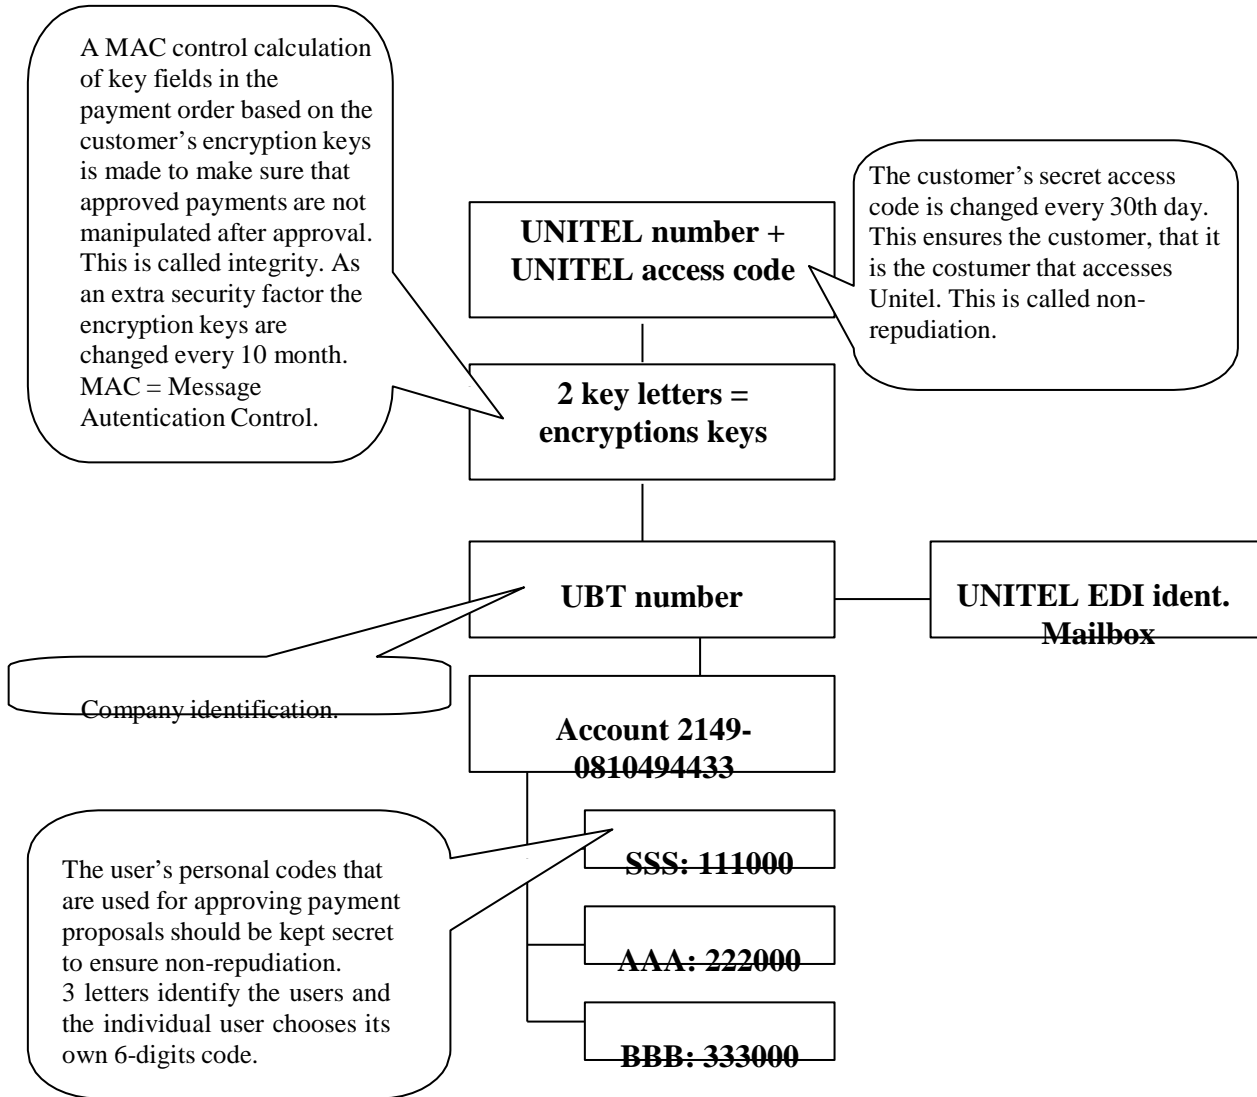 A MAC control calculation
of key fields in the
payment order based on the
customer’s encryption keys
is made to make sure that
approved payments are not
manipulated after approval.
This is called integrity. As
an extra security factor the
encryption keys are
changed every 10 month.
MAC = Message
Autentication Control.
UNITEL number +
UNITEL access code
The customer’s secret access
code is changed every 30th day.
This ensures the customer, that it
is the costumer that accesses
Unitel. This is called non-
repudiation.
2 key letters =
encryptions keys
UBT number
UNITEL EDI ident.
Mailbox
Company identification.
Account 2149-
0810494433
The user’s personal codes that
are used for approving payment
proposals should be kept secret
to ensure non-repudiation.
3 letters identify the users and
the individual user chooses its
own 6-digits code.
SSS: 111000
AAA: 222000
BBB: 333000